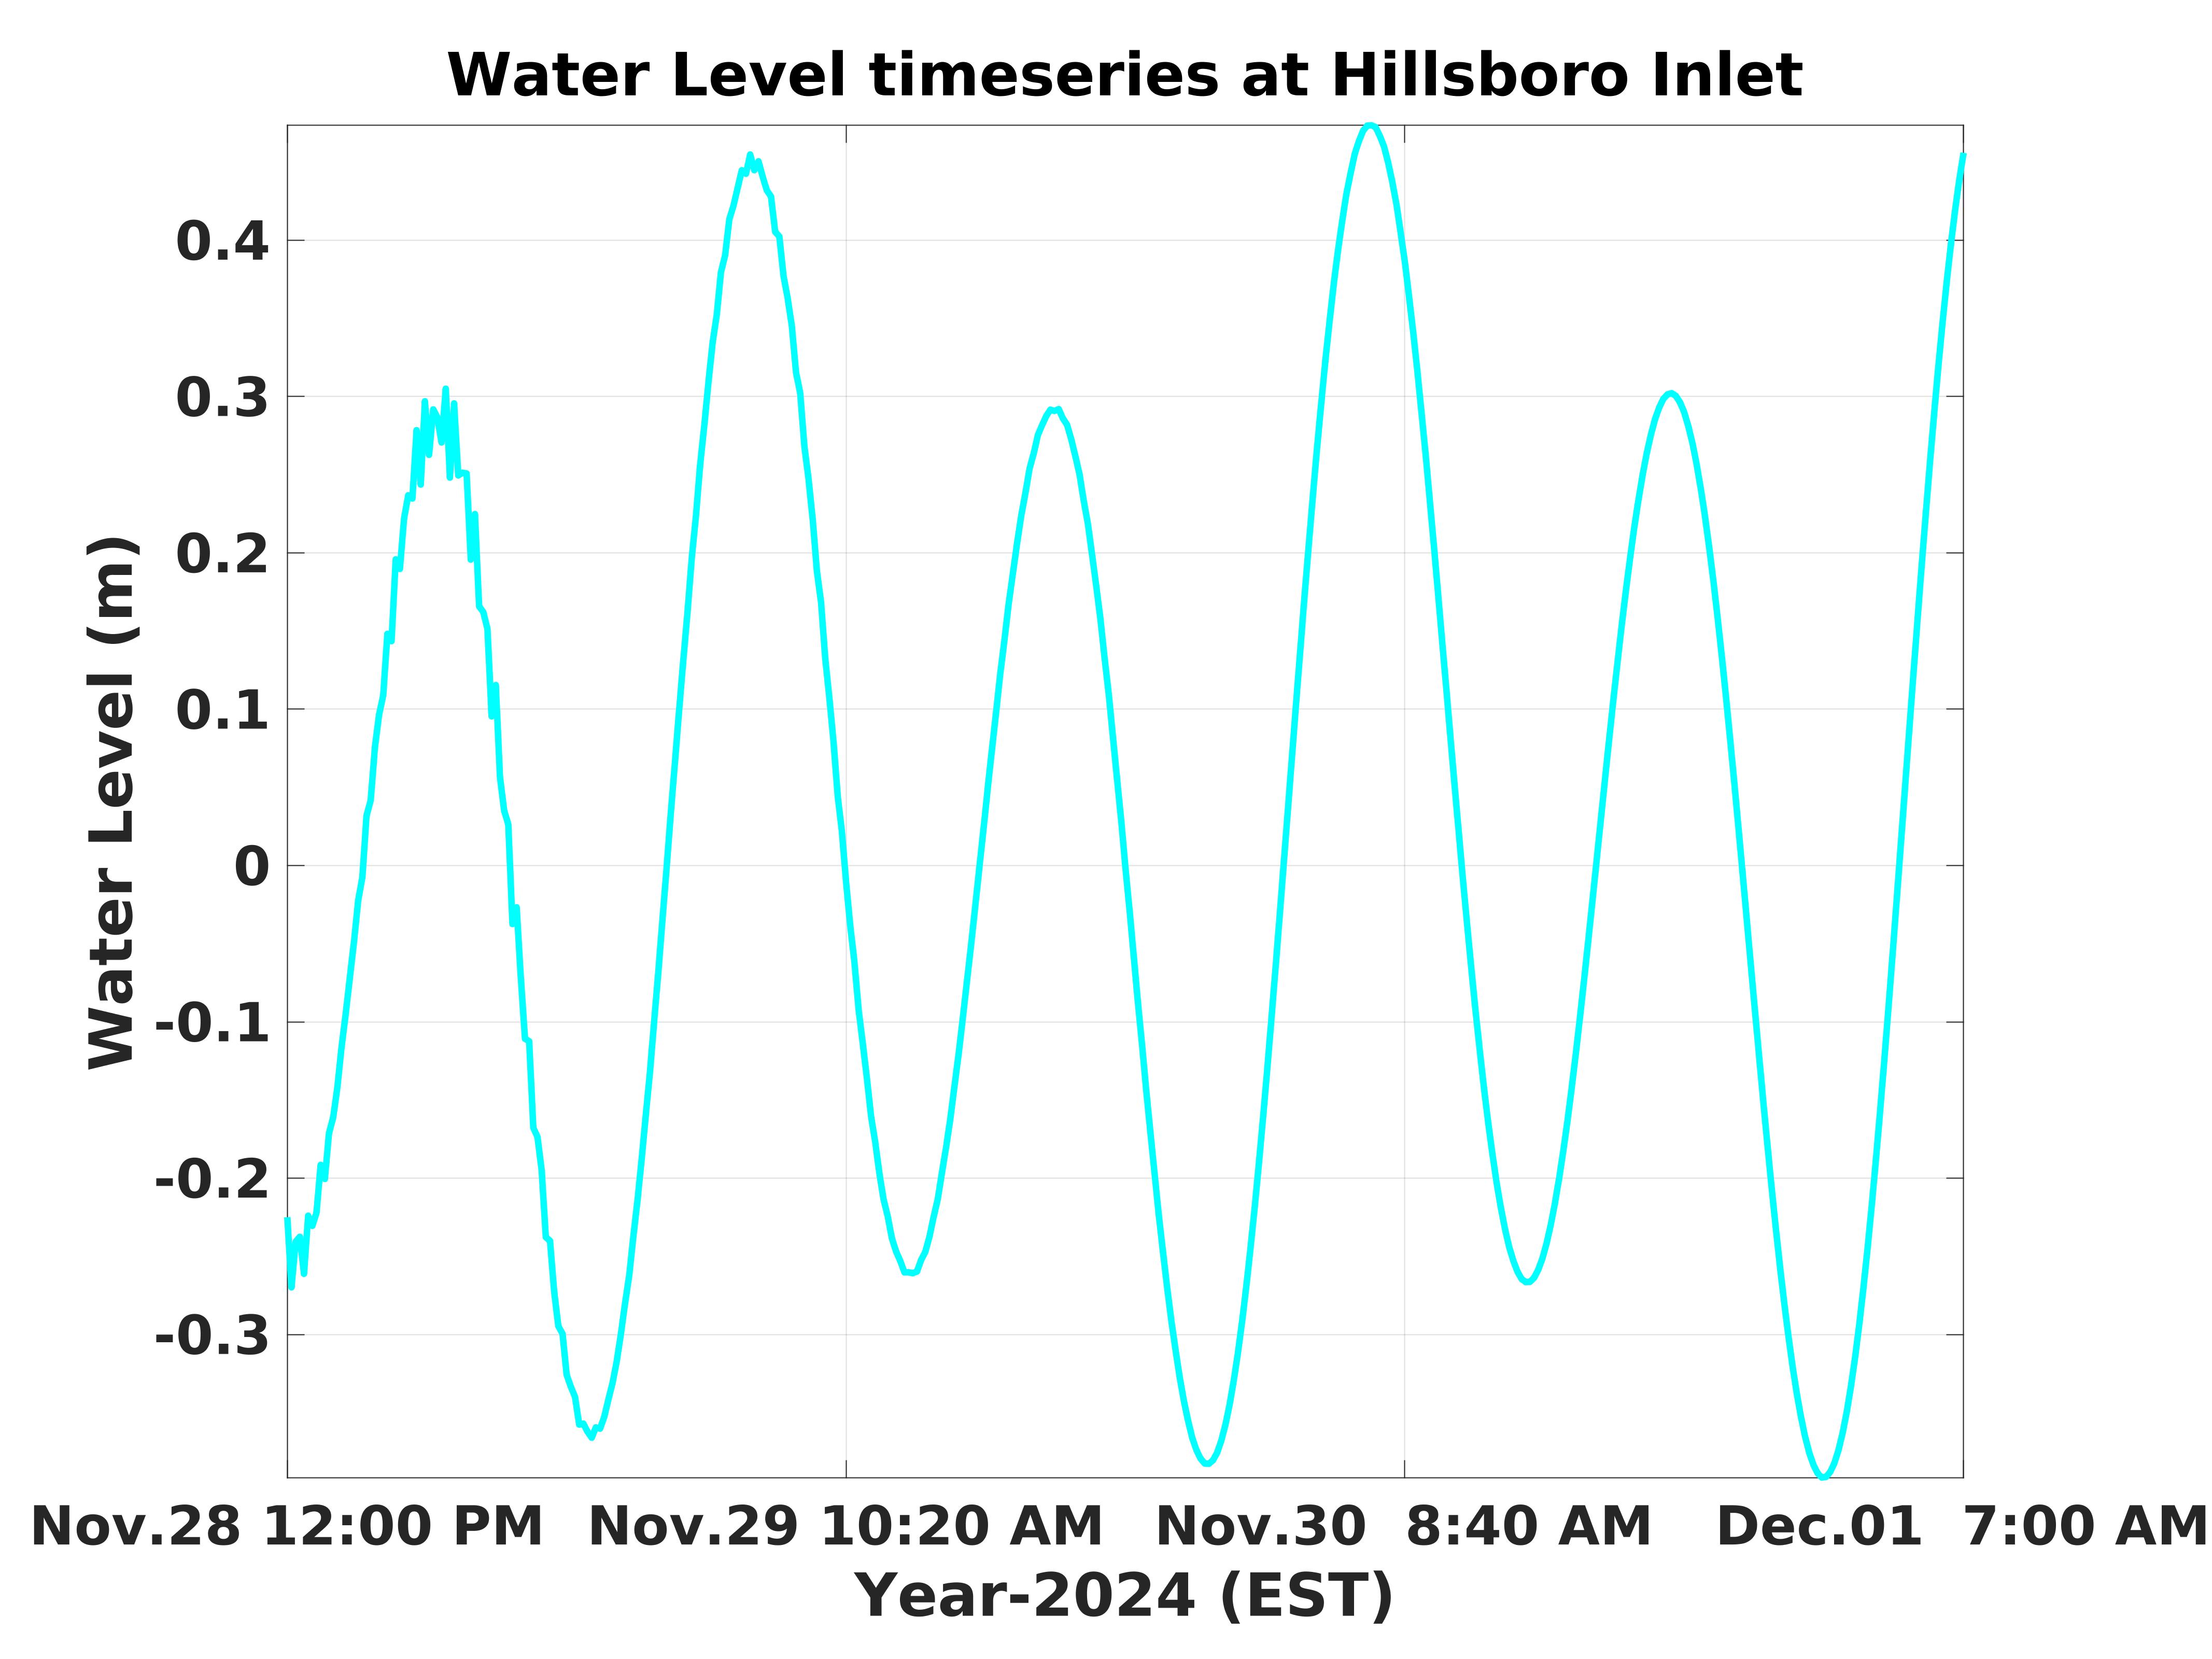 Water Level timeseries at Hillsboro Inlet
Water Level (m)
0.4
0.3
0.2
0.1
0
-0.1
-0.2
-0.3
Nov.28 12:00 PM Nov.29 10:20 AM Nov.30 8:40 AM Dec.01 7:00 AM
Year-2024 (EST)